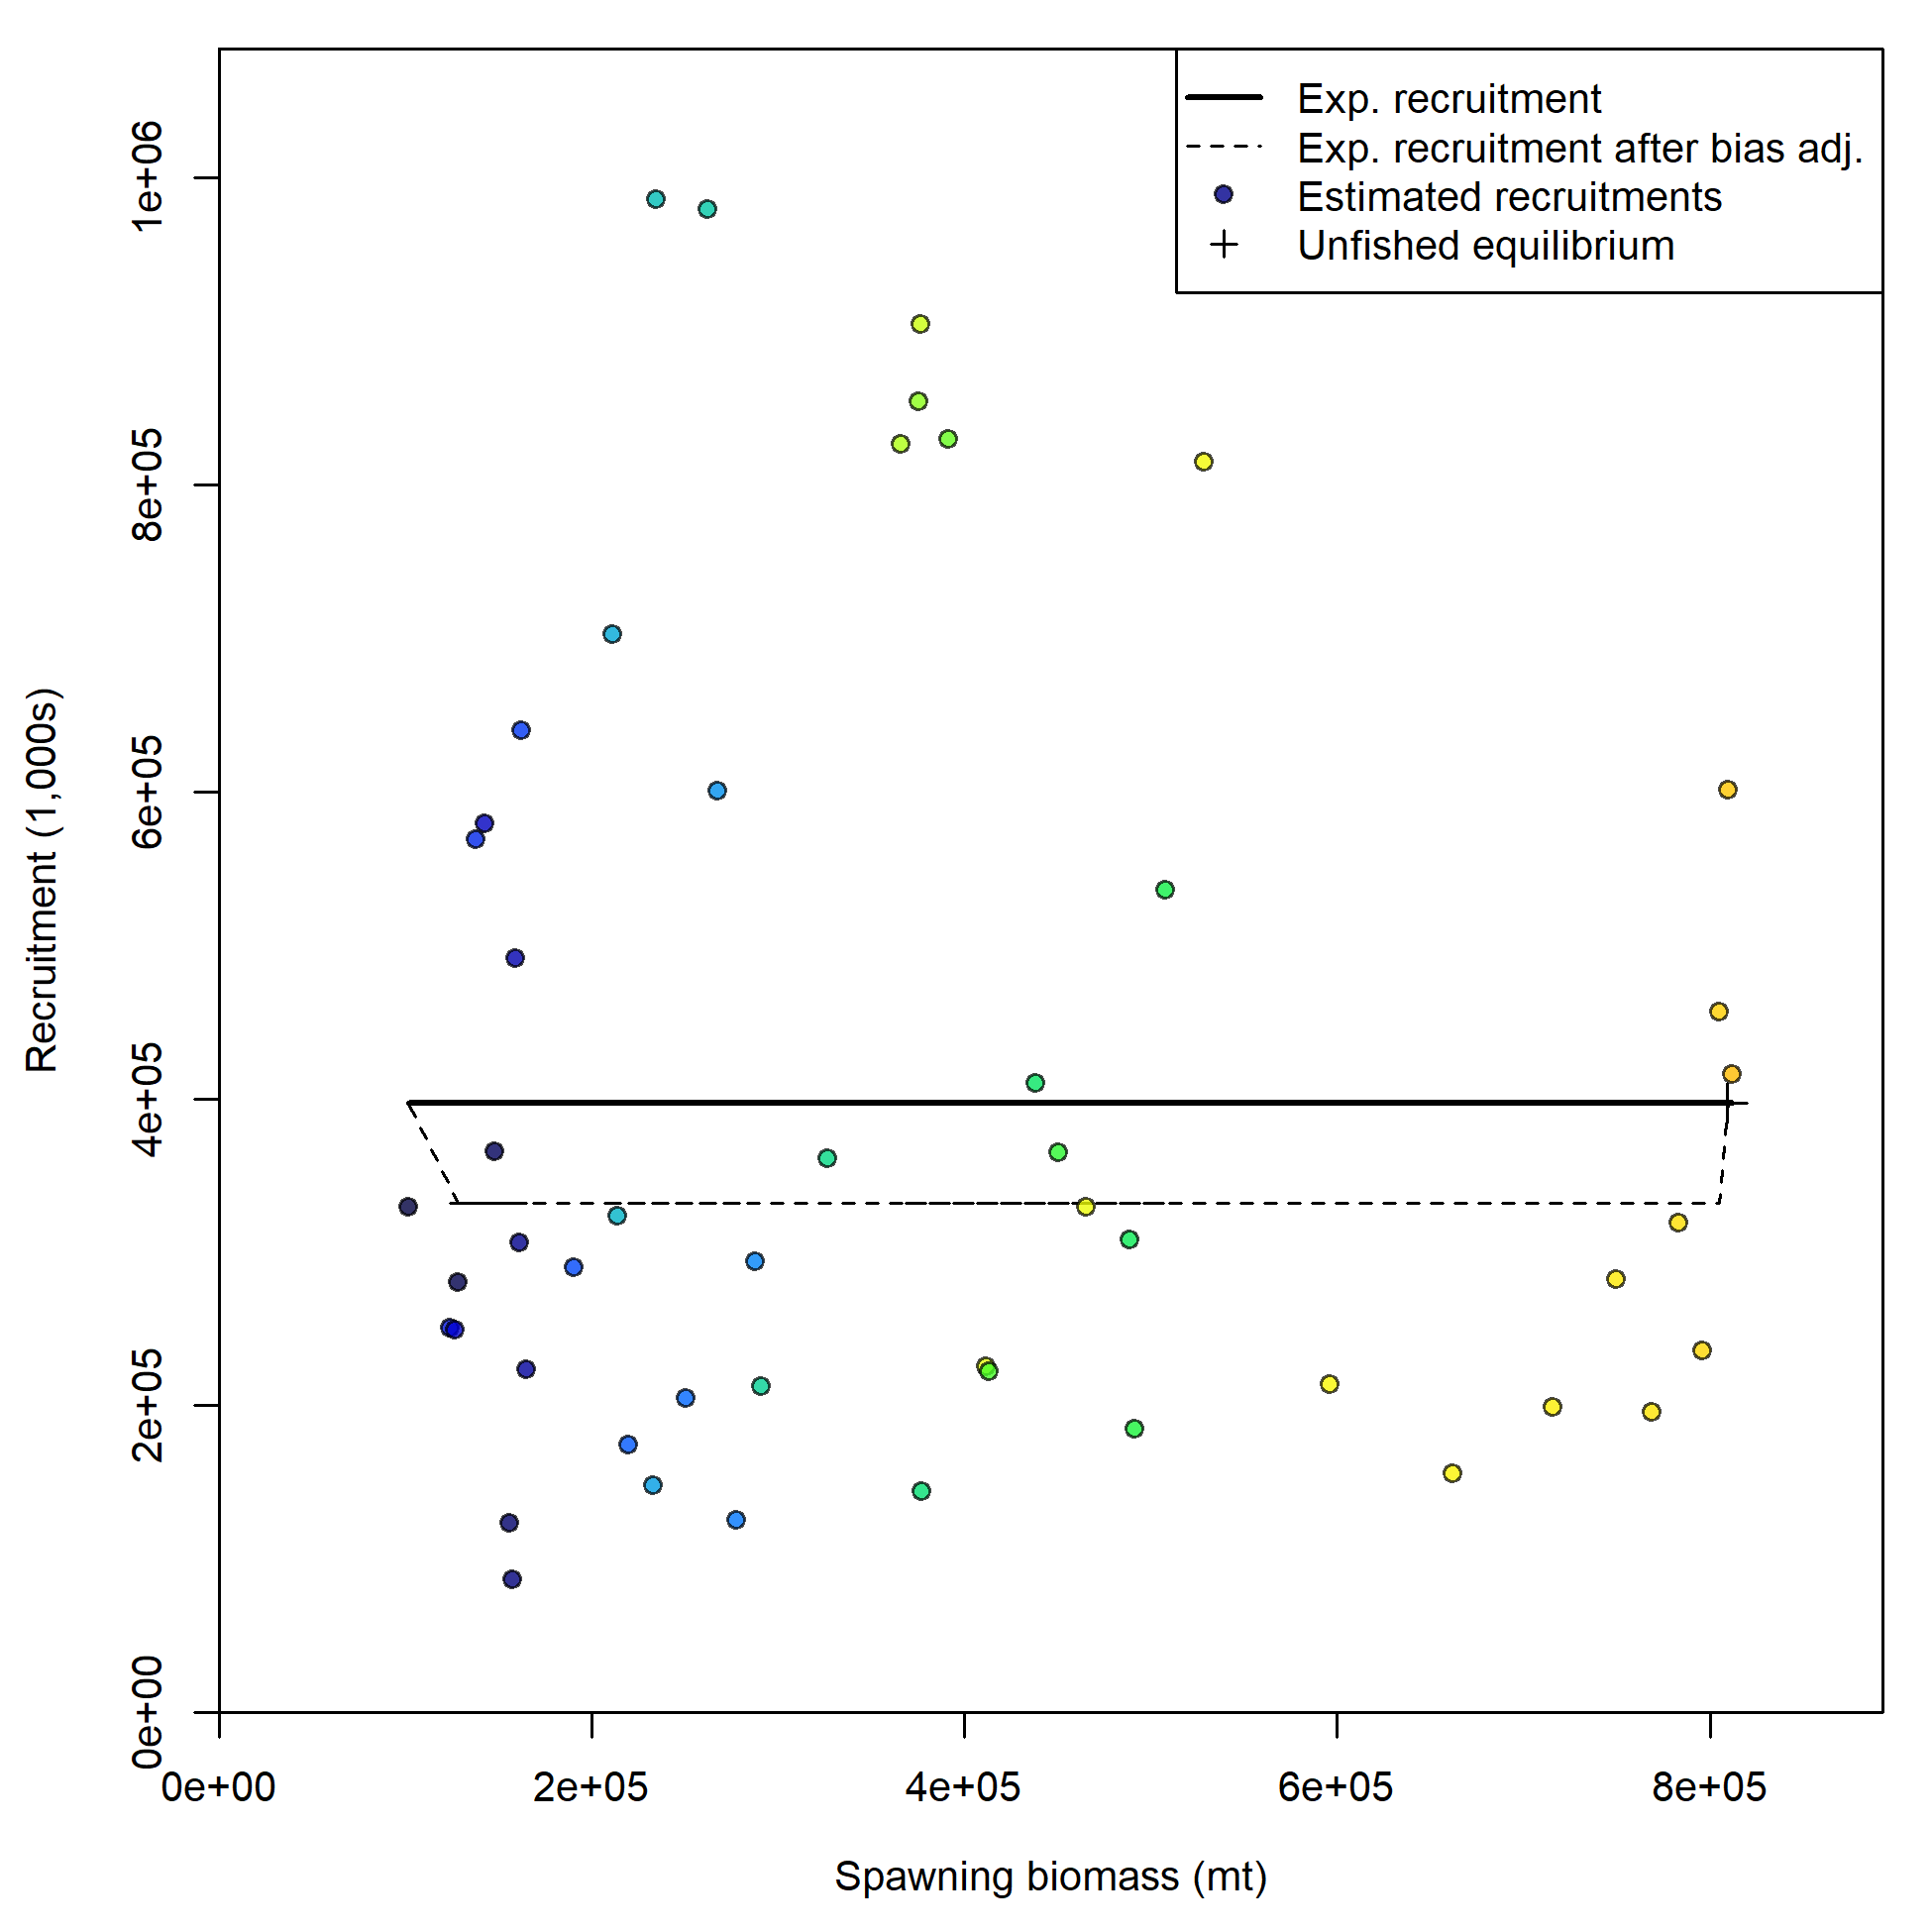 Exp. recruitment
Exp. recruitment after bias adj.
Estimated recruitments
Unfished equilibrium
1e+06
8e+05
6e+05
4e+05
2e+05
0e+00
Recruitment (1,000s)
0e+00 2e+05 4e+05 6e+05 8e+05
Spawning biomass (mt)